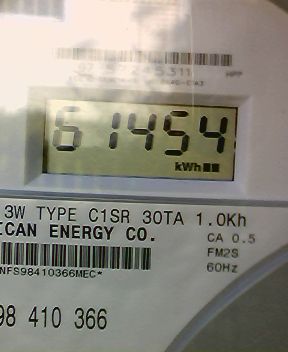 61454
kWh
3W TYPE C1SR 30TA 1.0Kh
ICAN ENERGY CO.
CA 0.5
FM2S
NFS98410366MEC*
60Hz
98 410 366